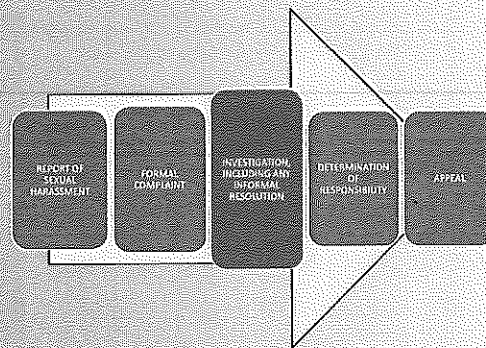 REPORT OF
SEXUAL
HARASSMENT
FORMAL
COMPLAINT
INVESTIGATION,
INCLUDING ANY
INFORMAL
RESOLUTION
DETERMINATION
OF
RESPONSIBILITY
APPEAL